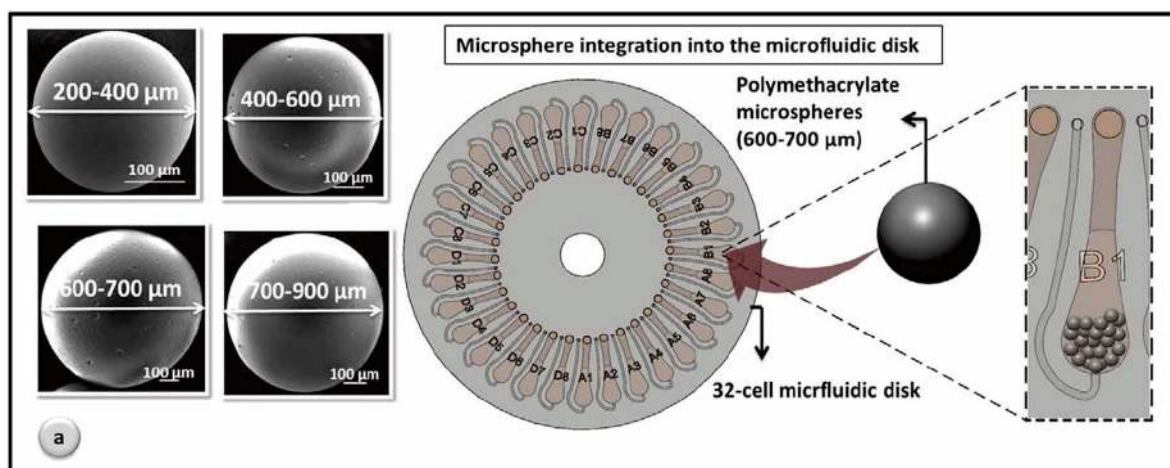 Microsphere integration into the microfluidic disk
200-400 µm
100 µm
400-600 µm
100 µm
600-700 µm
100 µm
700-900 µm
100 µm
Polymethacrylate
microspheres
(600-700 µm)
C1
B8
B7
B6
B5
B4
B3
B2
B1
A8
A7
A6
A5
A4
A3
A2
A1
D8
D7
D6
D5
D4
D3
D2
D1
C8
C7
C6
C5
C4
C3
C2
32-cell micrfluidic disk
B1
a